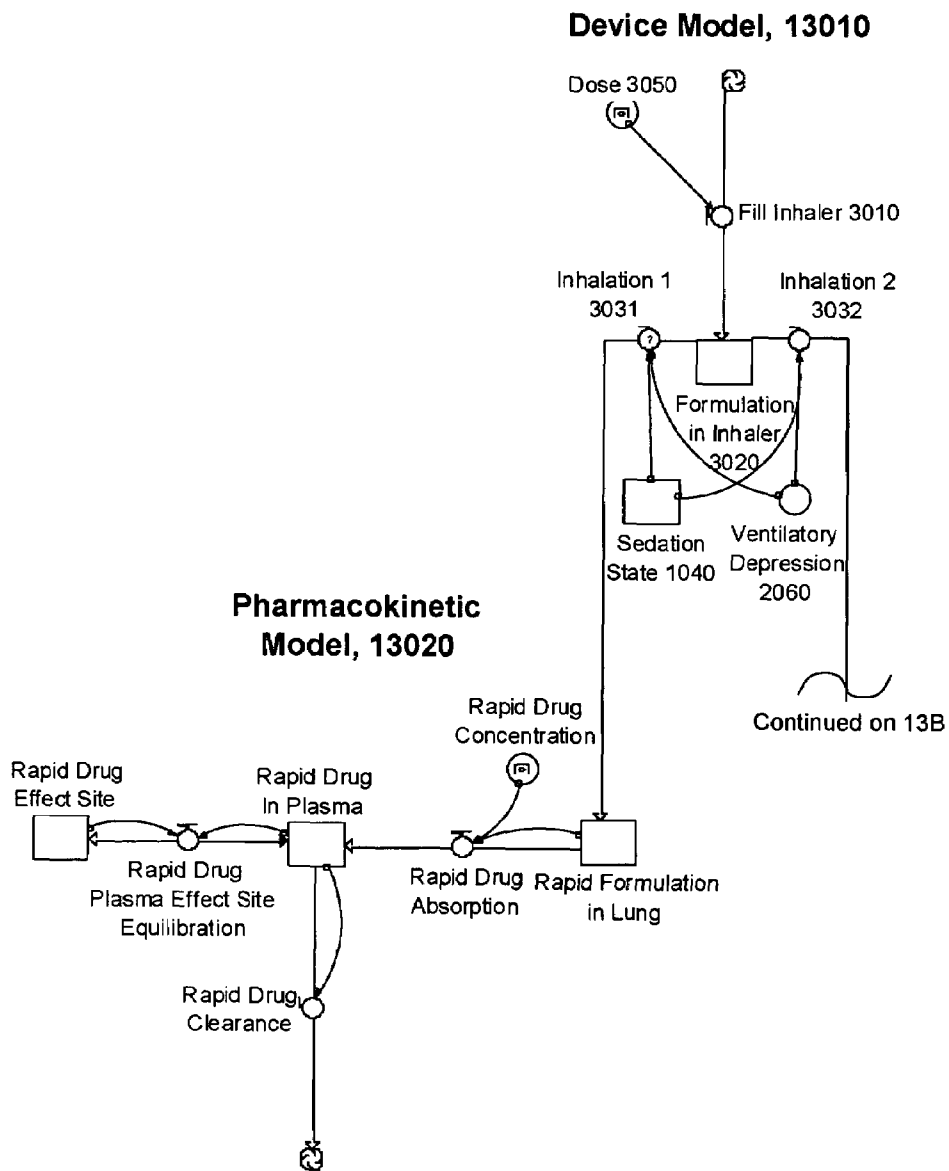 Device Model, 13010
Dose 3050
Fill Inhaler 3010
Inhalation 1
3031
Inhalation 2
3032
Formulation
in Inhaler
3020
Sedation
State 1040
Ventilatory
Depression
2060
Continued on 13B
Pharmacokinetic
Model, 13020
Rapid Drug
Concentration
Rapid Drug
Effect Site
Rapid Drug
In Plasma
Rapid Drug
Plasma Effect Site
Equilibration
Rapid Drug
Absorption
Rapid Formulation
in Lung
Rapid Drug
Clearance
?